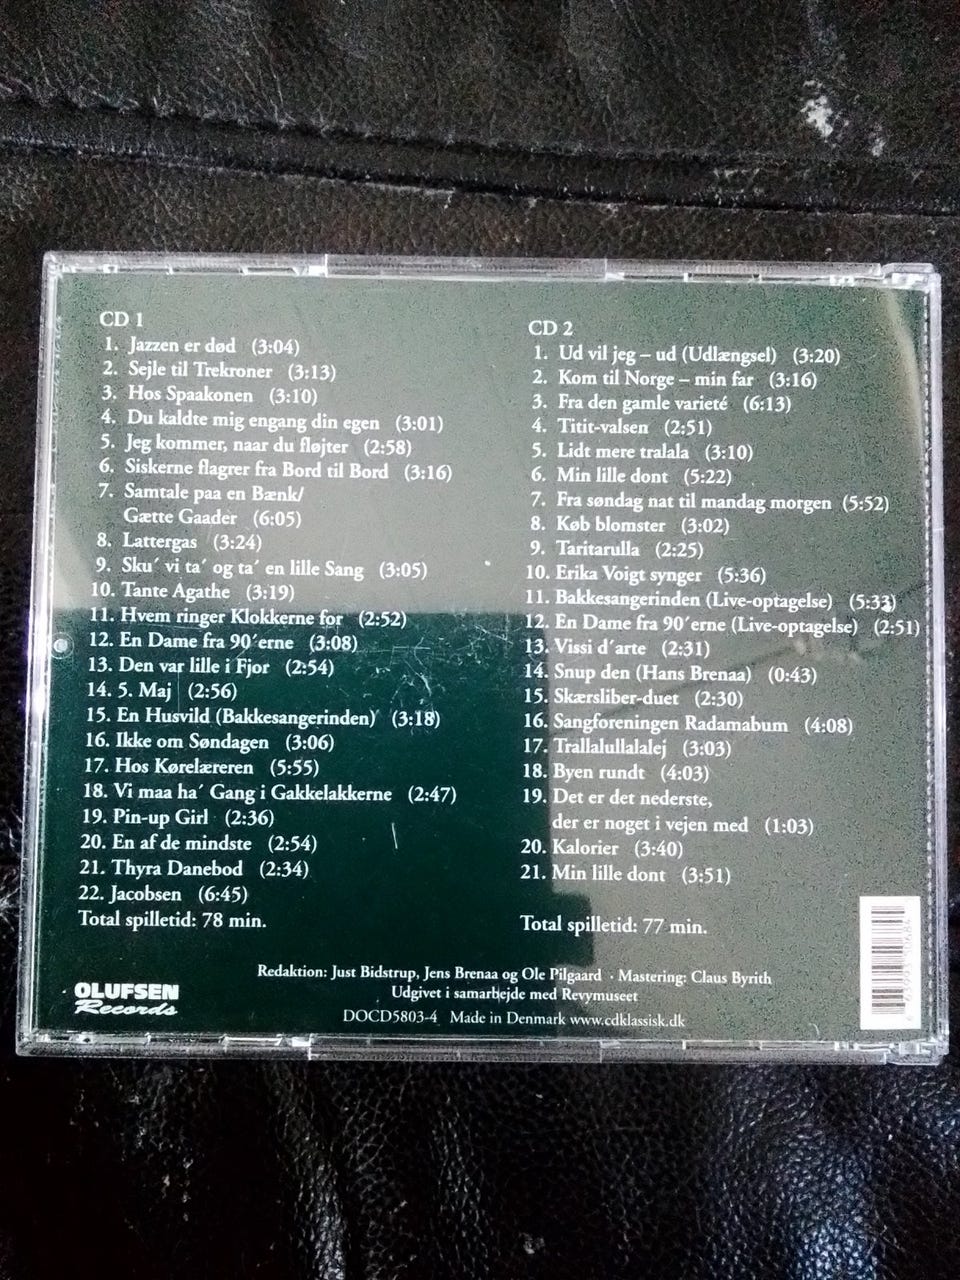 CD 1
1. Jazzen er død (3:04)
2. Sejle til Trekroner (3:13)
3. Hos Spaakonen (3:10)
4. Du kaldte mig engang din egen (3:01)
5. Jeg kommer, naar du fløjter (2:58)
6. Siskerne flagrer fra Bord til Bord (3:16)
7. Samtale paa en Bænk/
Gætte Gaader (6:05)
8. Lattergas (3:24)
9. Sku´ vi ta´ og ta´ en lille Sang (3:05)
10. Tante Agathe (3:19)
11. Hvem ringer Klokkerne for (2:52)
12. En Dame fra 90´erne (3:08)
13. Den var lille i Fjor (2:54)
14. 5. Maj (2:56)
15. En Husvild (Bakkesangerinden) (3:18)
16. Ikke om Søndagen (3:06)
17. Hos Kørelæreren (5:55)
18. Vi maa ha´ Gang i Gakkelakkerne (2:47)
19. Pin-up Girl (2:36)
20. En af de mindste (2:54)
21. Thyra Danebod (2:34)
22. Jacobsen (6:45)
Total spilletid: 78 min.
CD 2
1. Ud vil jeg – ud (Udlængsel) (3:20)
2. Kom til Norge – min far (3:16)
3. Fra den gamle varieté (6:13)
4. Titit-valsen (2:51)
5. Lidt mere tralala (3:10)
6. Min lille dont (5:22)
7. Fra søndag nat til mandag morgen (5:52)
8. Køb blomster (3:02)
9. Taritarulla (2:25)
10. Erika Voigt synger (5:36)
11. Bakkesangerinden (Live-optagelse) (5:33)
12. En Dame fra 90´erne (Live-optagelse) (2:51)
13. Vissi d´arte (2:31)
14. Snup den (Hans Brenaa) (0:43)
15. Skærsliber-duet (2:30)
16. Sangforeningen Radamabum (4:08)
17. Trallalullalalej (3:03)
18. Byen rundt (4:03)
19. Det er det nederste,
der er noget i vejen med (1:03)
20. Kalorier (3:40)
21. Min lille dont (3:51)
Total spilletid: 77 min.
Redaktion: Just Bidstrup, Jens Brenaa og Ole Pilgaard · Mastering: Claus Byrith
Udgivet i samarbejde med Revymuseet
DOCD5803-4 Made in Denmark www.cdklassisk.dk
OLUFSEN
Records